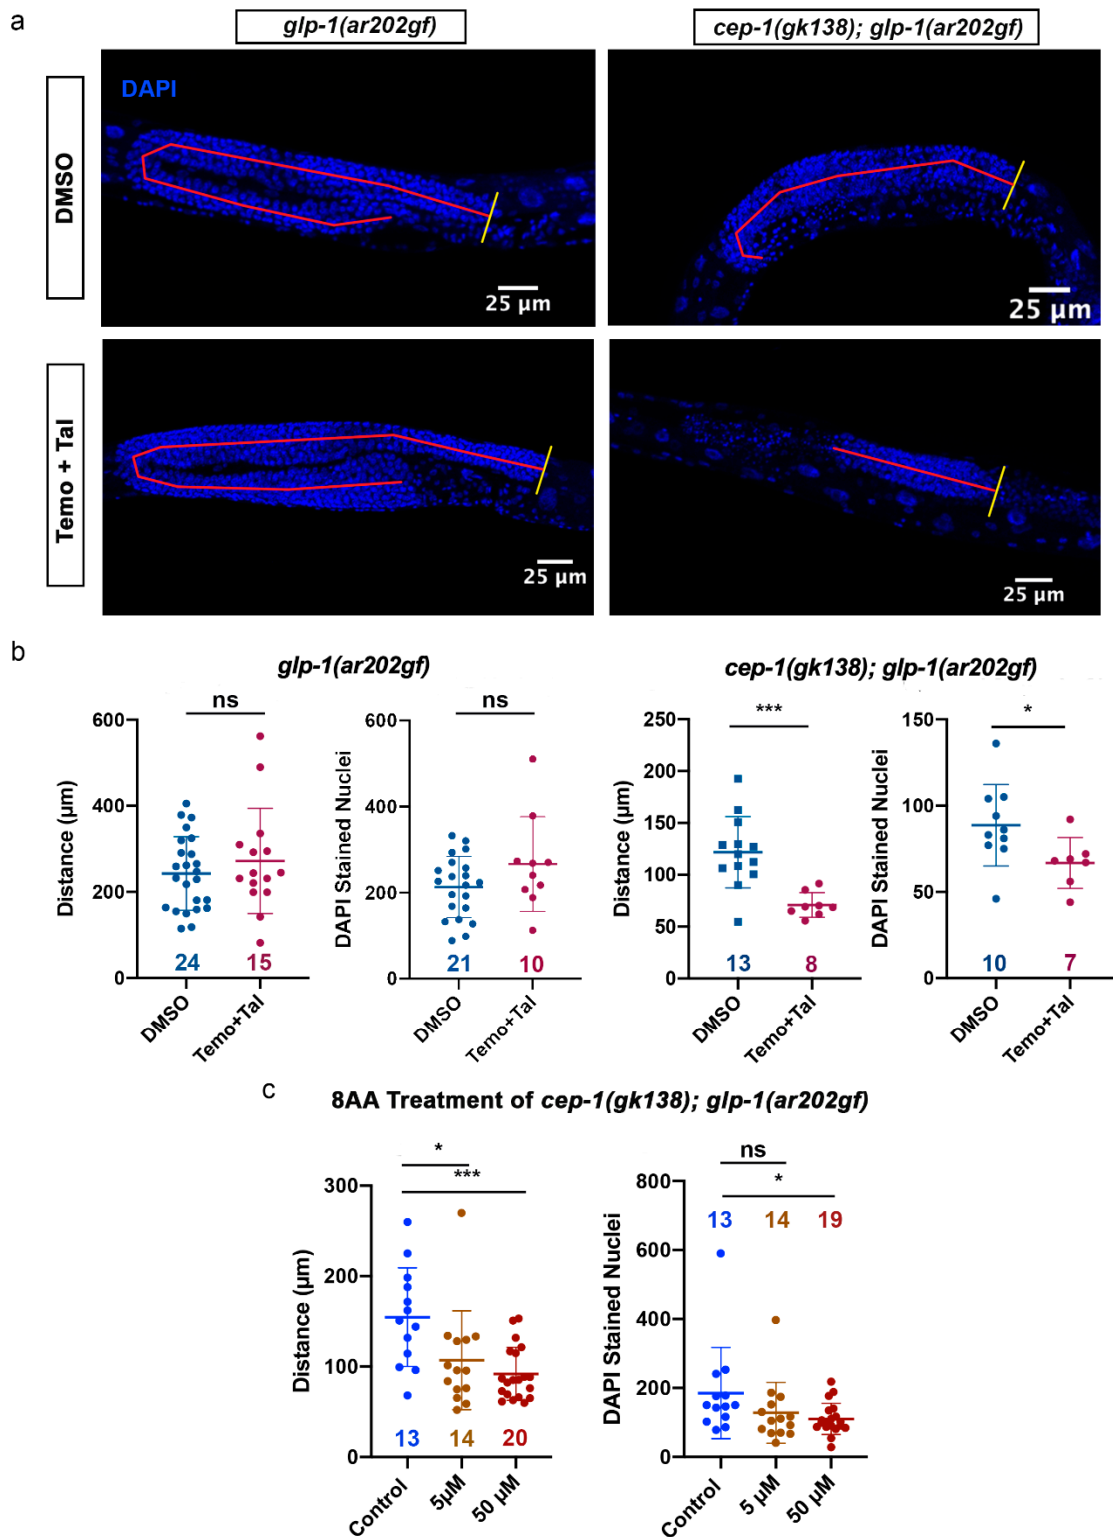 a
glp-1(ar202gf)
cep-1(gk138); glp-1(ar202gf)
DMSO
DAPI
25 µm
25 µm
Temo + Tal
25 µm
25 µm
b
glp-1(ar202gf)
cep-1(gk138); glp-1(ar202gf)
ns
ns
***
*
Distance (µm)
600
400
200
0
24
15
DMSO
Temo+Tal
DAPI Stained Nuclei
600
400
200
0
21
10
DMSO
Temo+Tal
Distance (µm)
250
200
150
100
50
0
13
8
DMSO
Temo+Tal
DAPI Stained Nuclei
150
100
50
0
10
7
DMSO
Temo+Tal
c
8AA Treatment of cep-1(gk138); glp-1(ar202gf)
*
***
Distance (µm)
300
200
100
0
13
14
20
Control
5µM
50 µM
ns
*
DAPI Stained Nuclei
800
600
400
200
0
13
14
19
Control
5 µM
50 µM